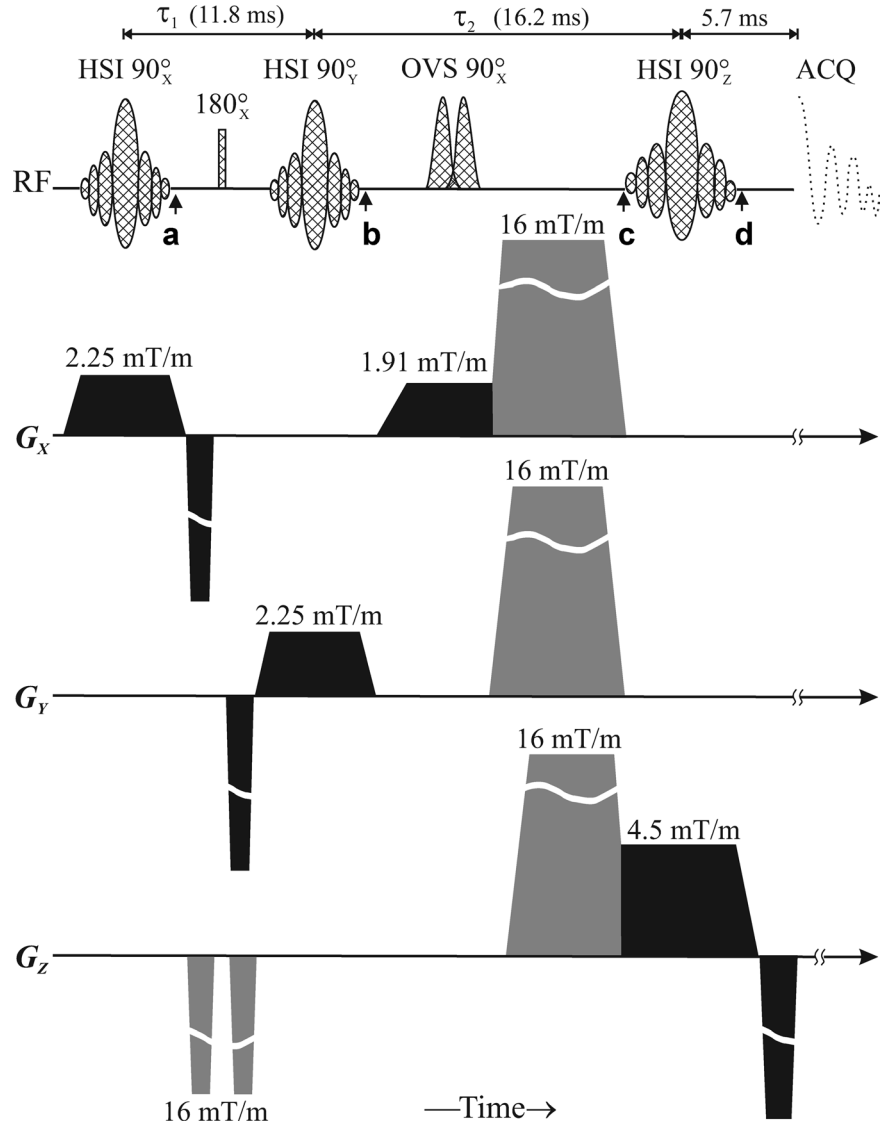 τ₁ (11.8 ms) τ₂ (16.2 ms) 5.7 ms
HSI 90°X HSI 90°Y OVS 90°X HSI 90°Z ACQ
180°X
RF
a b c d
16 mT/m
2.25 mT/m 1.91 mT/m
GX
16 mT/m
2.25 mT/m
GY
16 mT/m
4.5 mT/m
GZ
16 mT/m Time